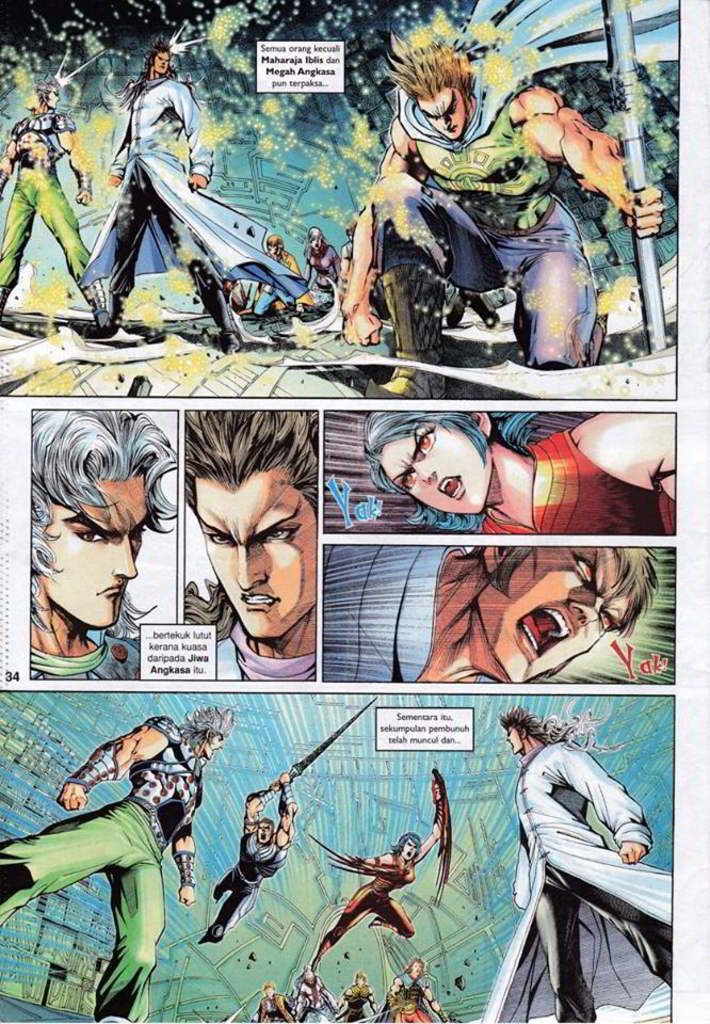 Semua orang kecuali
Maharaja Iblis dan
Megah Angkasa
pun terpaksa...
Yak!
...bertekuk lutut
kerana kuasa
daripada Jiwa
Angkasa itu.
Yak!
34
Sementara itu,
sekumpulan pembunuh
telah muncul dan...